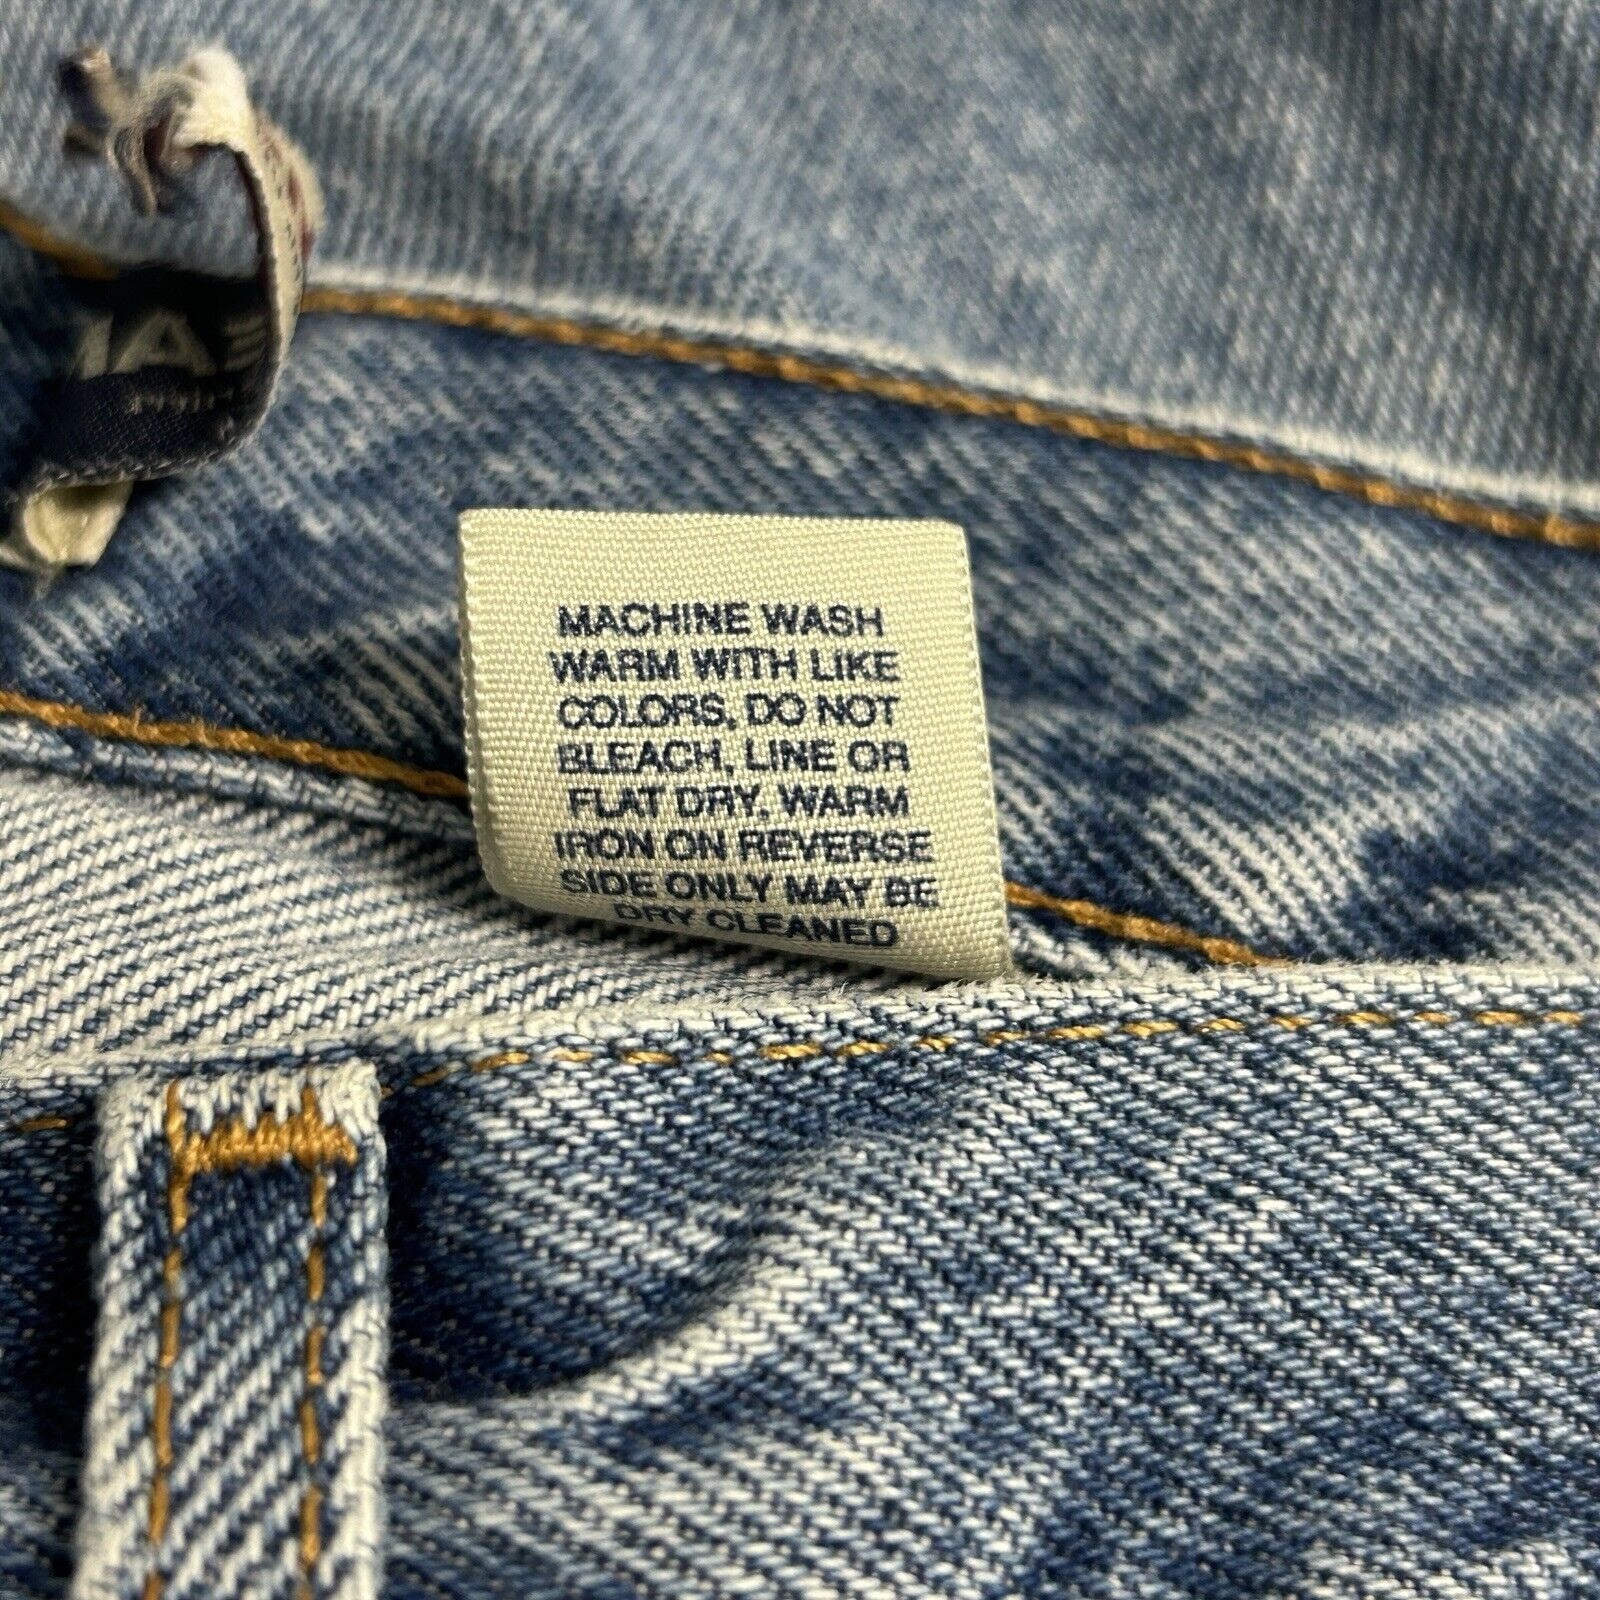 MACHINE WASH
WARM WITH LIKE
COLORS, DO NOT
BLEACH, LINE OR
FLAT DRY, WARM
IRON ON REVERSE
SIDE ONLY MAY BE
DRY CLEANED